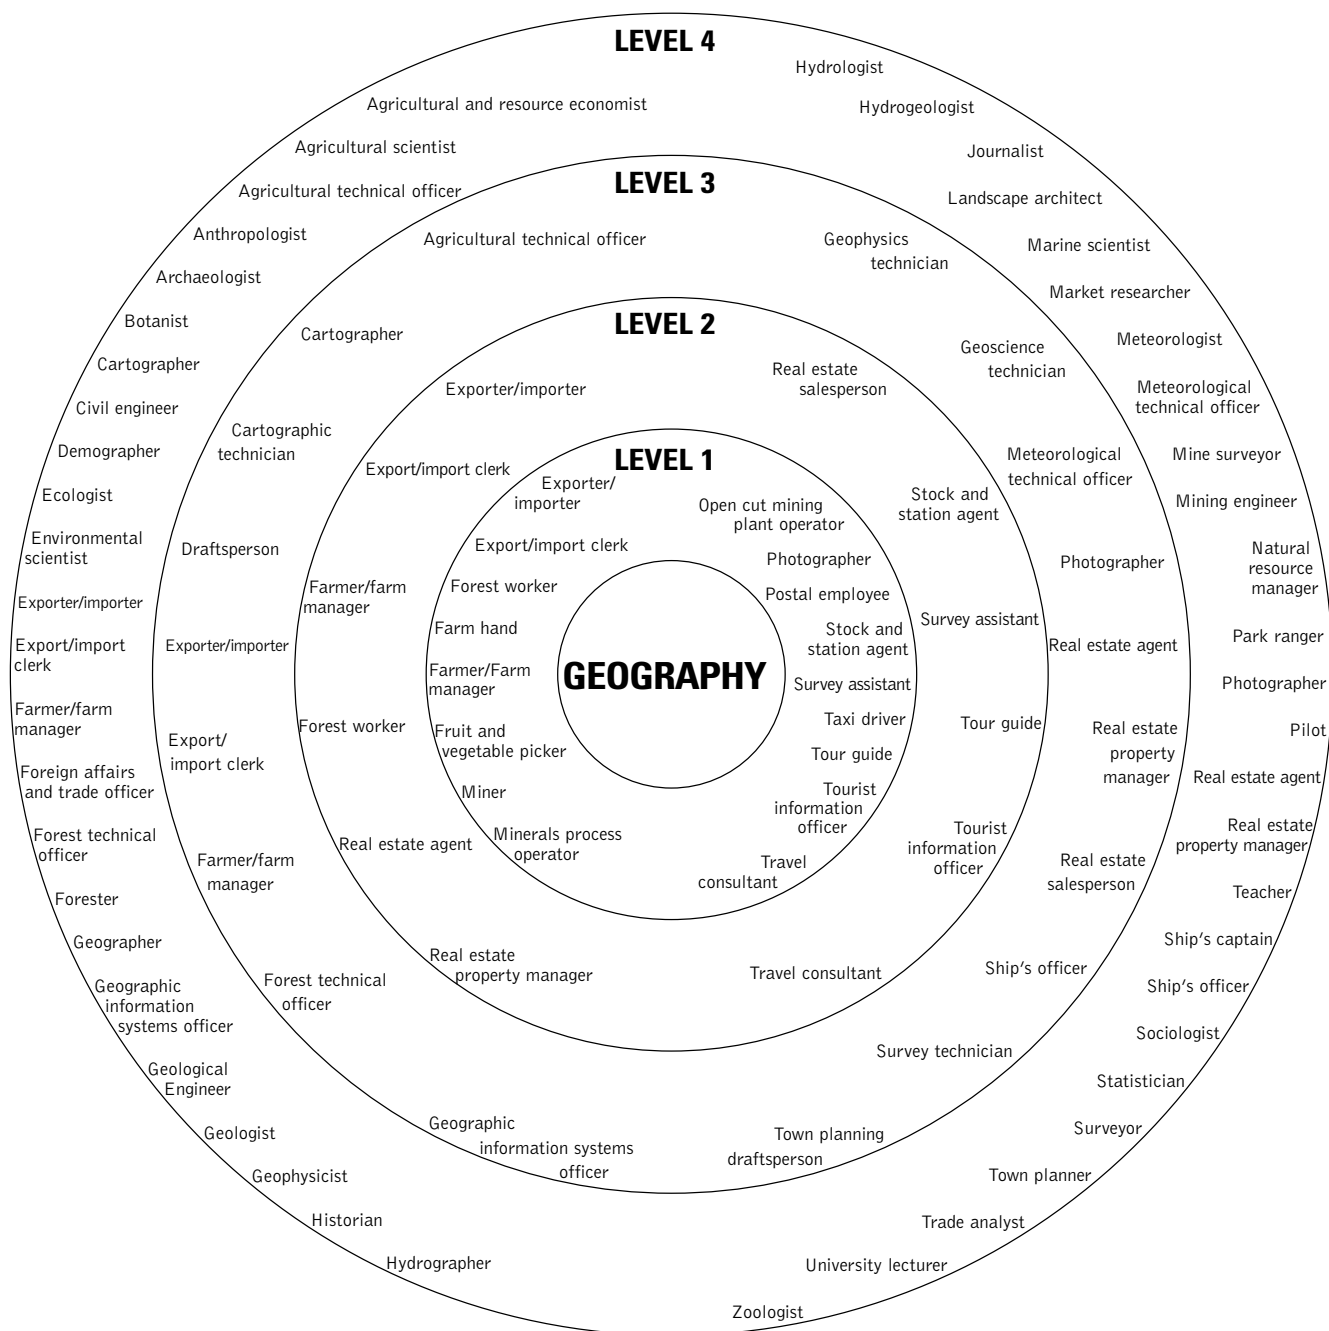 LEVEL 4
Hydrologist
Agricultural and resource economist
Hydrogeologist
Agricultural scientist
Journalist
Agricultural technical officer
Landscape architect
Anthropologist
Marine scientist
Archaeologist
Market researcher
Botanist
Meteorologist
Cartographer
Meteorological
technical officer
Civil engineer
Demographer
Mine surveyor
Ecologist
Mining engineer
Environmental
scientist
Natural
resource
manager
Exporter/importer
Park ranger
Export/import
clerk
Photographer
Farmer/farm
manager
Pilot
Foreign affairs
and trade officer
Real estate agent
Forest technical
officer
Real estate
property manager
Forester
Teacher
Geographer
Ship's captain
Geographic
information
systems officer
Ship's officer
Sociologist
Geological
Engineer
Statistician
Geologist
Surveyor
Geophysicist
Town planner
Historian
Trade analyst
Hydrographer
University lecturer
Zoologist
LEVEL 3
Agricultural technical officer
Geophysics
technician
Cartographer
Geoscience
technician
Cartographic
technician
Meteorological
technical officer
Draftsperson
Photographer
Exporter/importer
Real estate agent
Export/
import clerk
Real estate
property
manager
Farmer/farm
manager
Real estate
salesperson
Forest technical
officer
Ship's officer
Survey technician
Geographic
information systems
officer
Town planning
draftsperson
LEVEL 2
Exporter/importer
Real estate
salesperson
Export/import clerk
Stock and
station agent
Farmer/farm
manager
Survey assistant
Forest worker
Tour guide
Real estate agent
Tourist
information
officer
Real estate
property manager
Travel consultant
LEVEL 1
Exporter/
importer
Open cut mining
plant operator
Export/import clerk
Photographer
Forest worker
Postal employee
Farm hand
Stock and
station agent
Farmer/Farm
manager
Survey assistant
Fruit and
vegetable picker
Taxi driver
Tour guide
Miner
Tourist
information
officer
Minerals process
operator
Travel
consultant
GEOGRAPHY